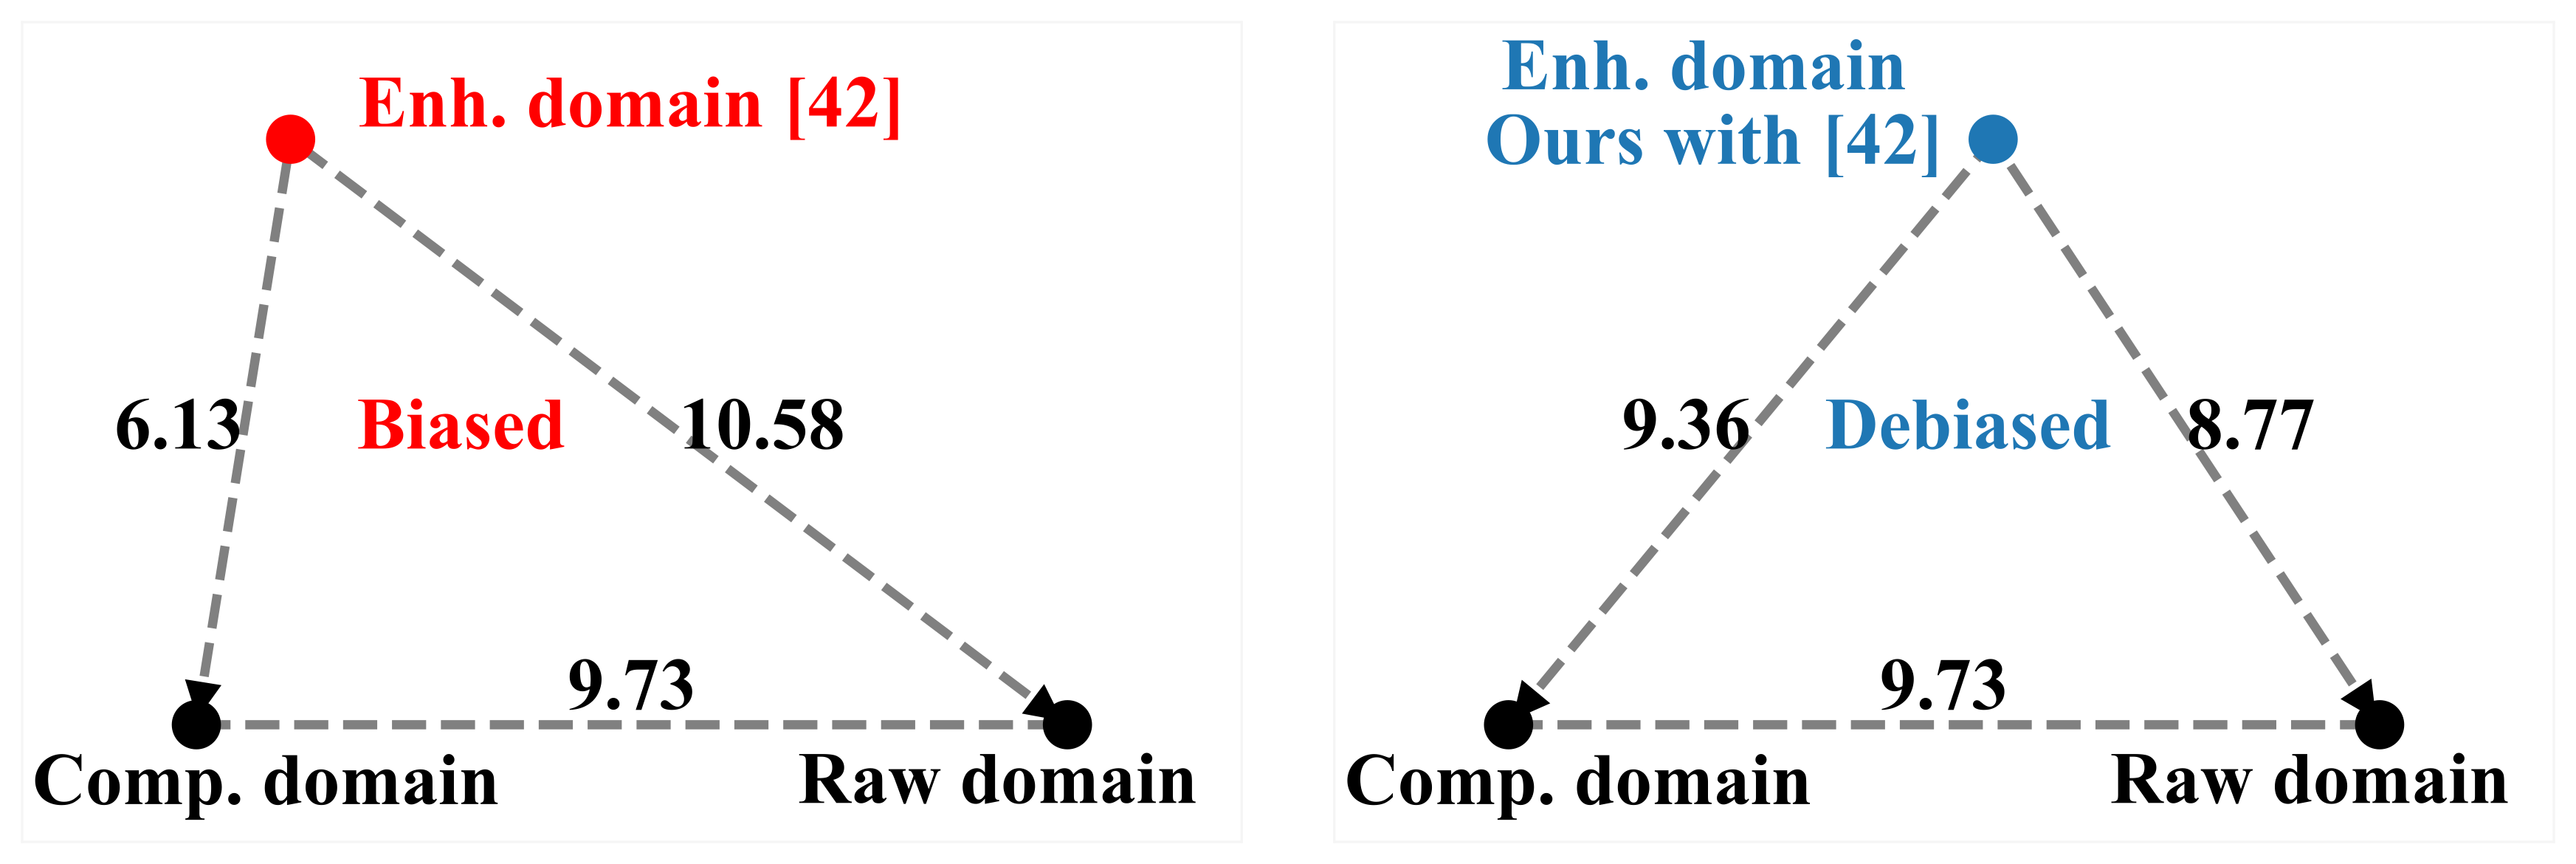 Enh. domain [42]
6.13
Biased
10.58
9.73
Comp. domain
Raw domain
Enh. domain
Ours with [42]
9.36
Debiased
8.77
9.73
Comp. domain
Raw domain